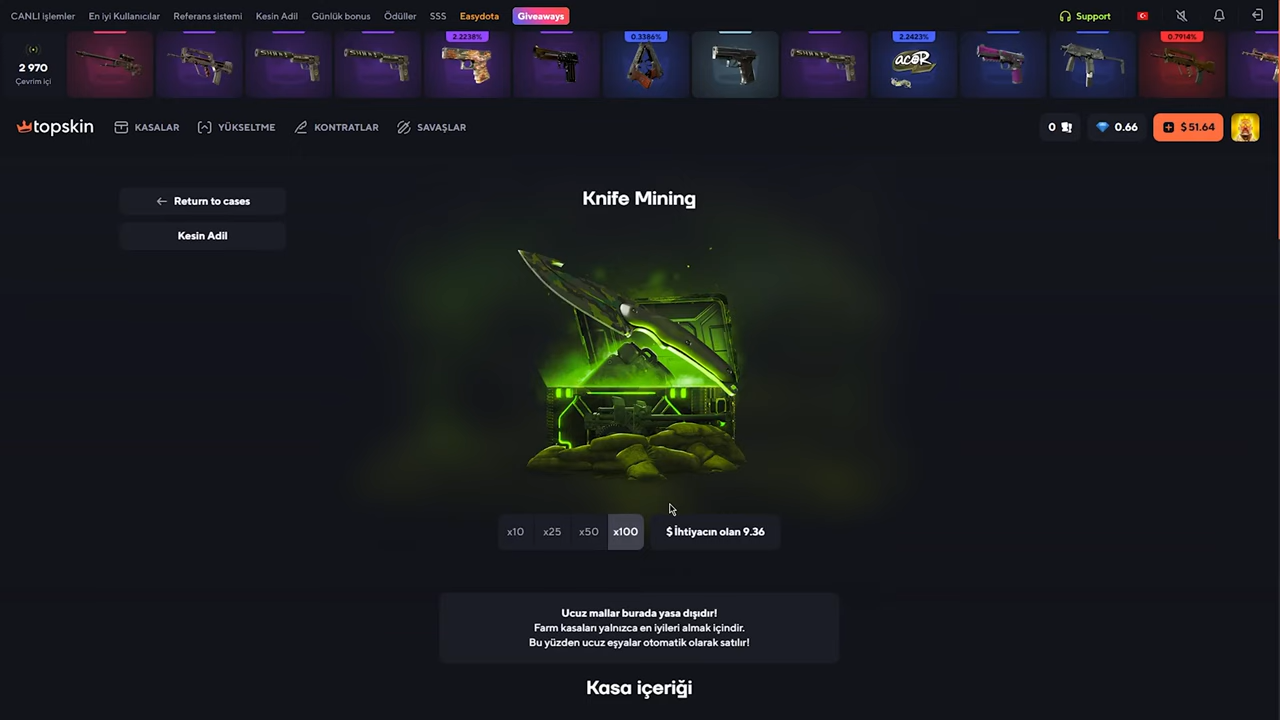 CANLI işlemler En iyi Kullanıcılar Referans sistemi Kesin Adil Günlük bonus Ödüller SSS Easydota Giveaways Support
2.2238% 0.3386% 2.2423% 0.7914%
2 970
Çevrim içi
acoR
topskin KASALAR YÜKSELTME KONTRATLAR SAVAŞLAR 0 0.66 $ 51.64
← Return to cases
Kesin Adil
Knife Mining
x10 x25 x50 x100 $ İhtiyacın olan 9.36
Ucuz mallar burada yasa dışıdır!
Farm kasaları yalnızca en iyileri almak içindir.
Bu yüzden ucuz eşyalar otomatik olarak satılır!
Kasa içeriği